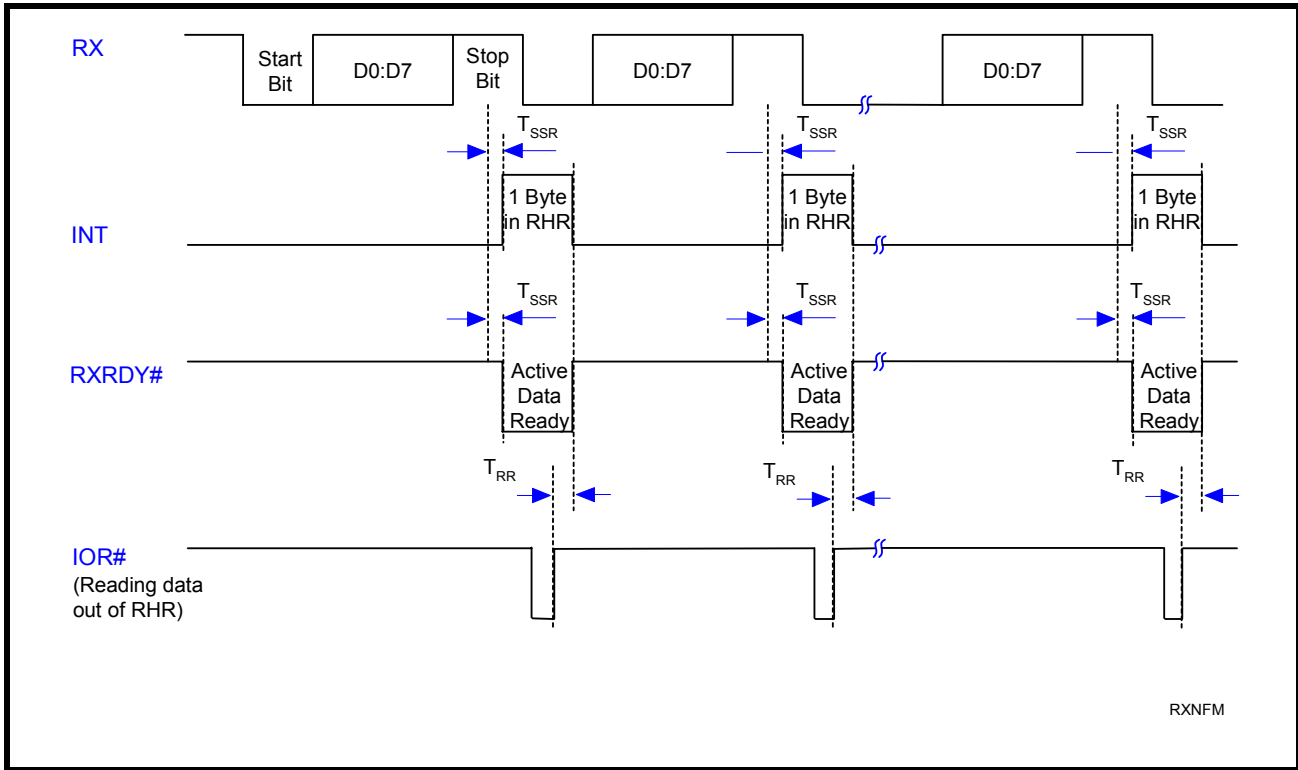 RX
Start
Bit
D0:D7
Stop
Bit
D0:D7
D0:D7
TSSR
TSSR
TSSR
INT
1 Byte
in RHR
1 Byte
in RHR
1 Byte
in RHR
TSSR
TSSR
TSSR
RXRDY#
Active
Data
Ready
Active
Data
Ready
Active
Data
Ready
TRR
TRR
TRR
IOR#
(Reading data
out of RHR)
RXNFM